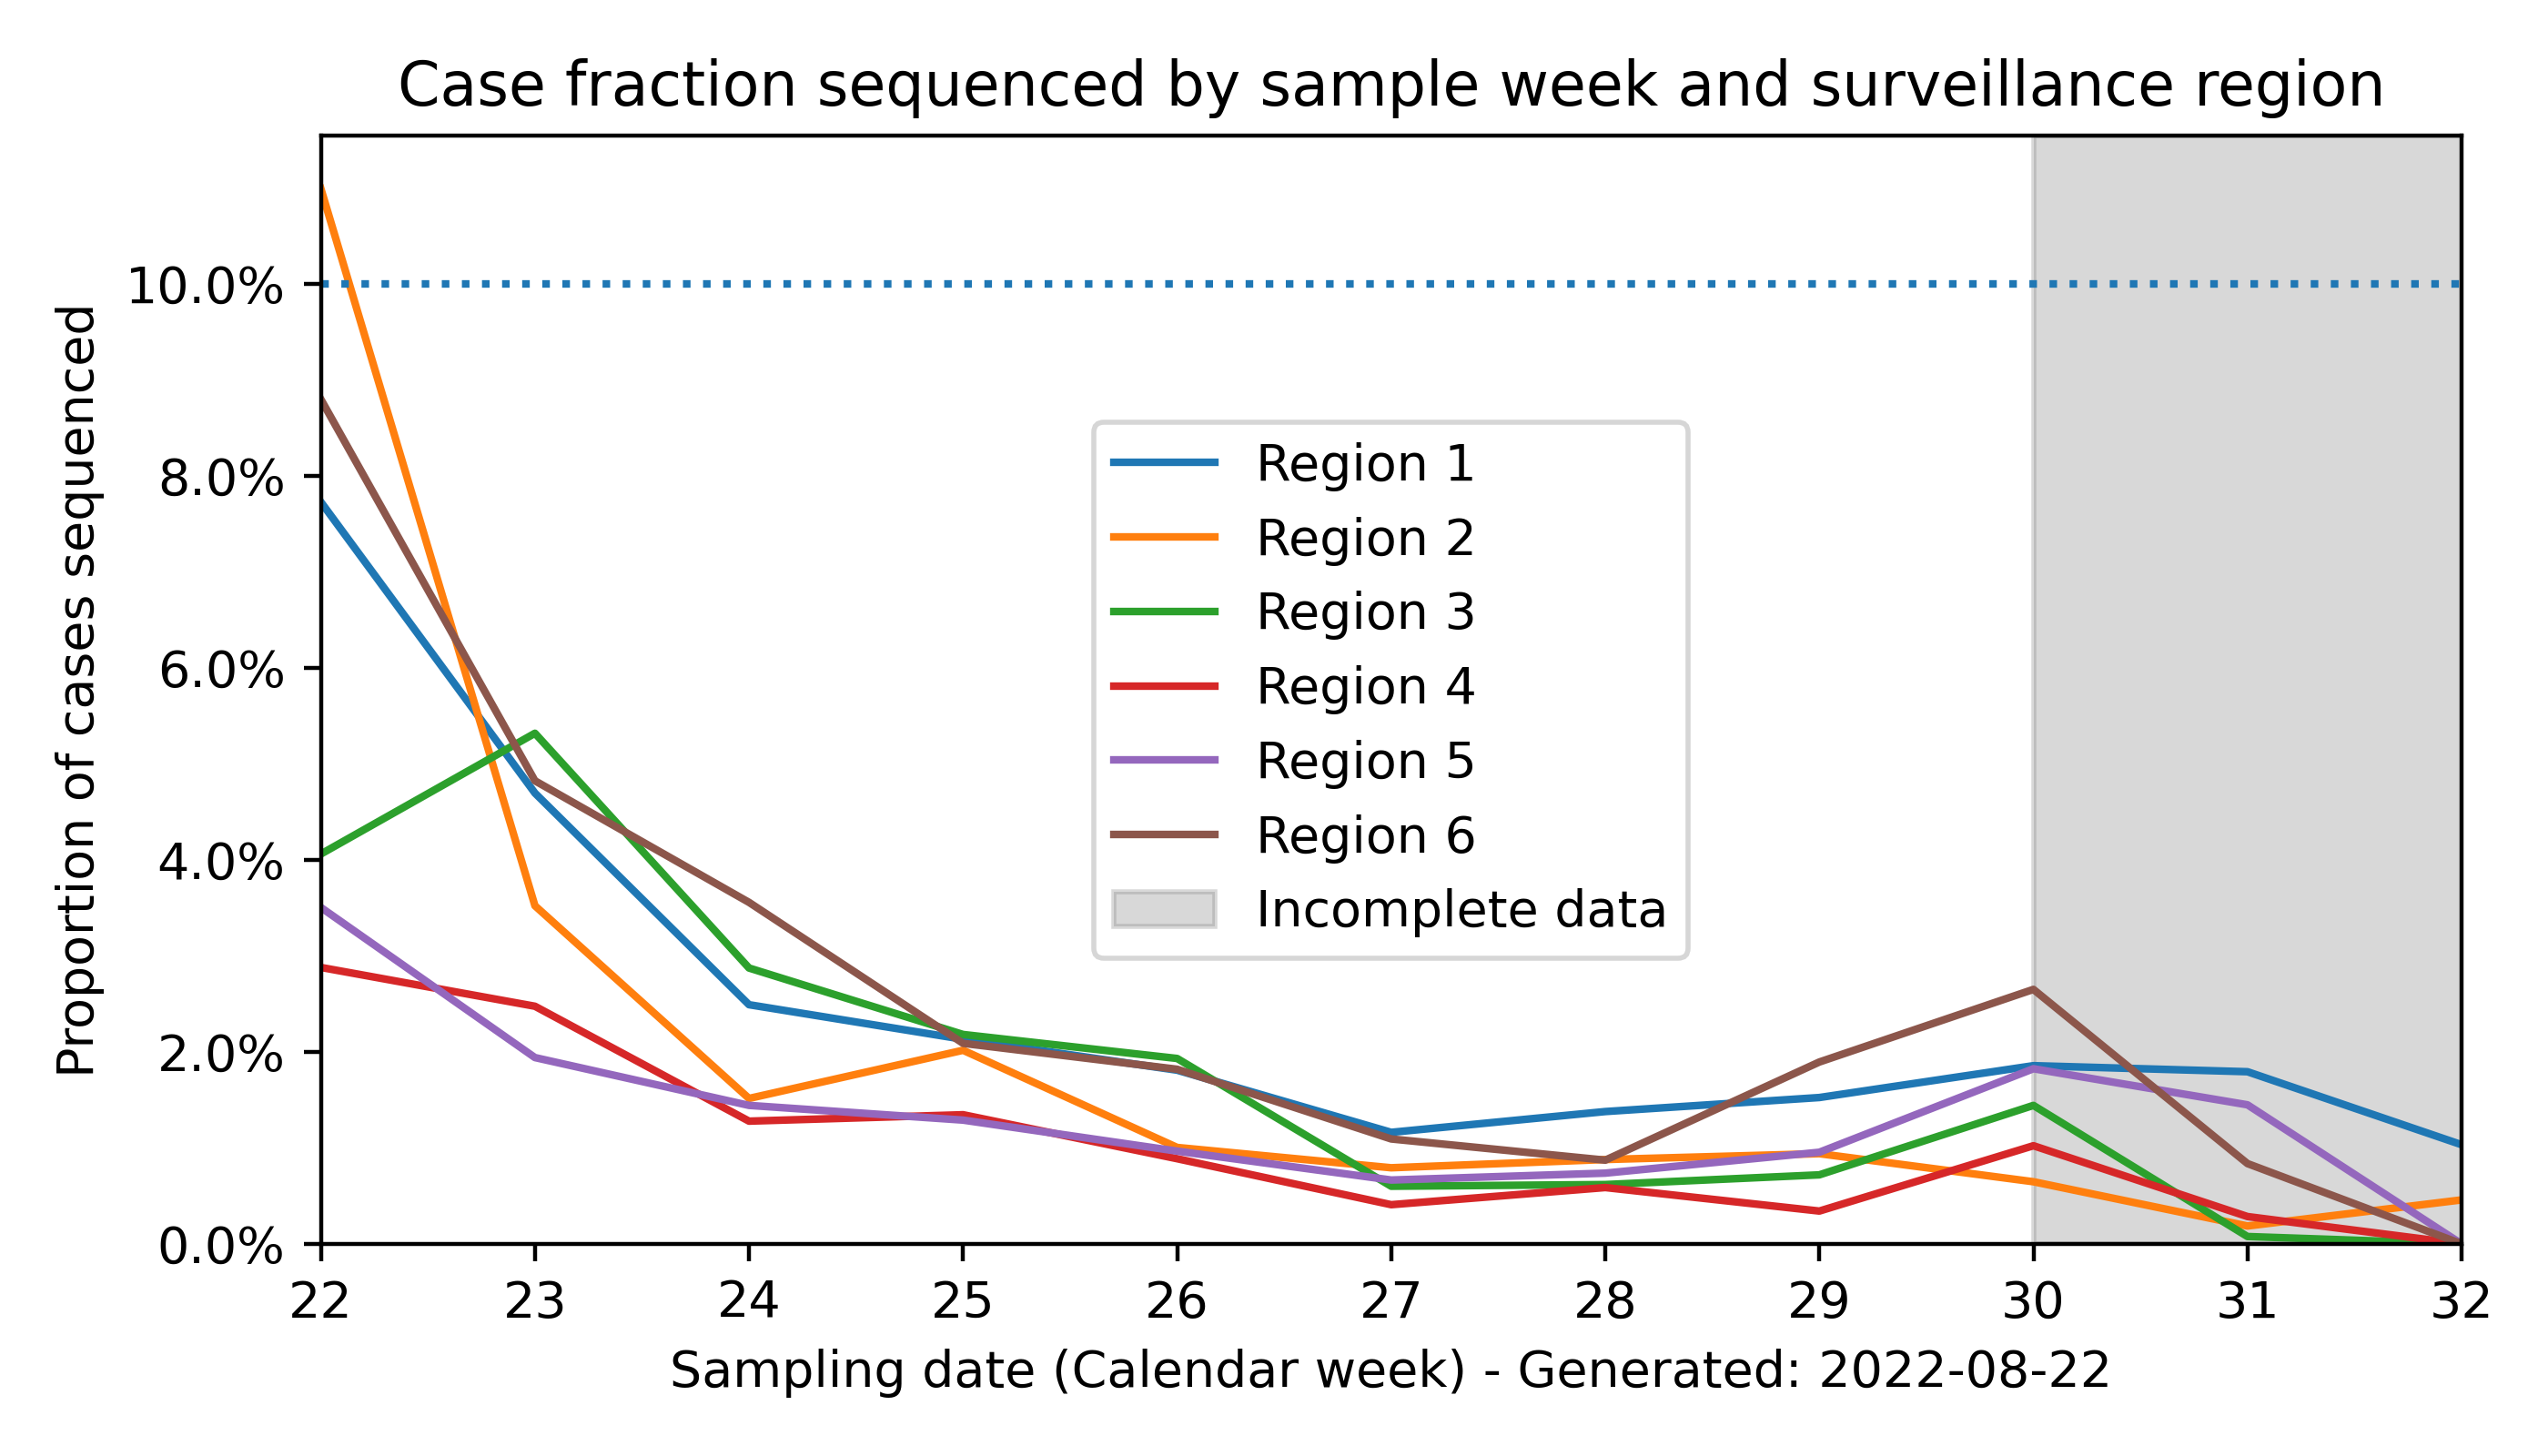 Case fraction sequenced by sample week and surveillance region
Proportion of cases sequenced
10.0%
8.0%
6.0%
4.0%
2.0%
0.0%
Region 1
Region 2
Region 3
Region 4
Region 5
Region 6
Incomplete data
22 23 24 25 26 27 28 29 30 31 32
Sampling date (Calendar week) - Generated: 2022-08-22